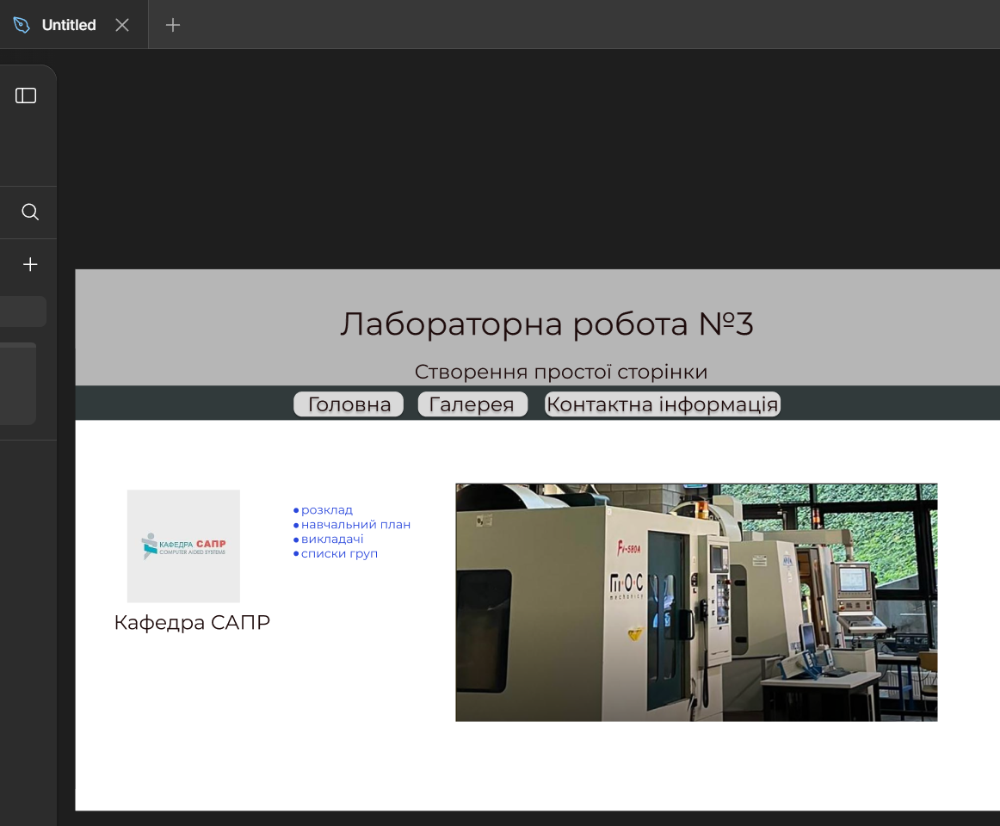 Untitled
Лабораторна робота №3
Створення простої сторінки
Головна Галерея Контактна інформація
КАФЕДРА САПР
COMPUTER AIDED SYSTEMS
розклад
навчальний план
викладачі
списки груп
Кафедра САПР
FV-580A
M·O·C
mechanics